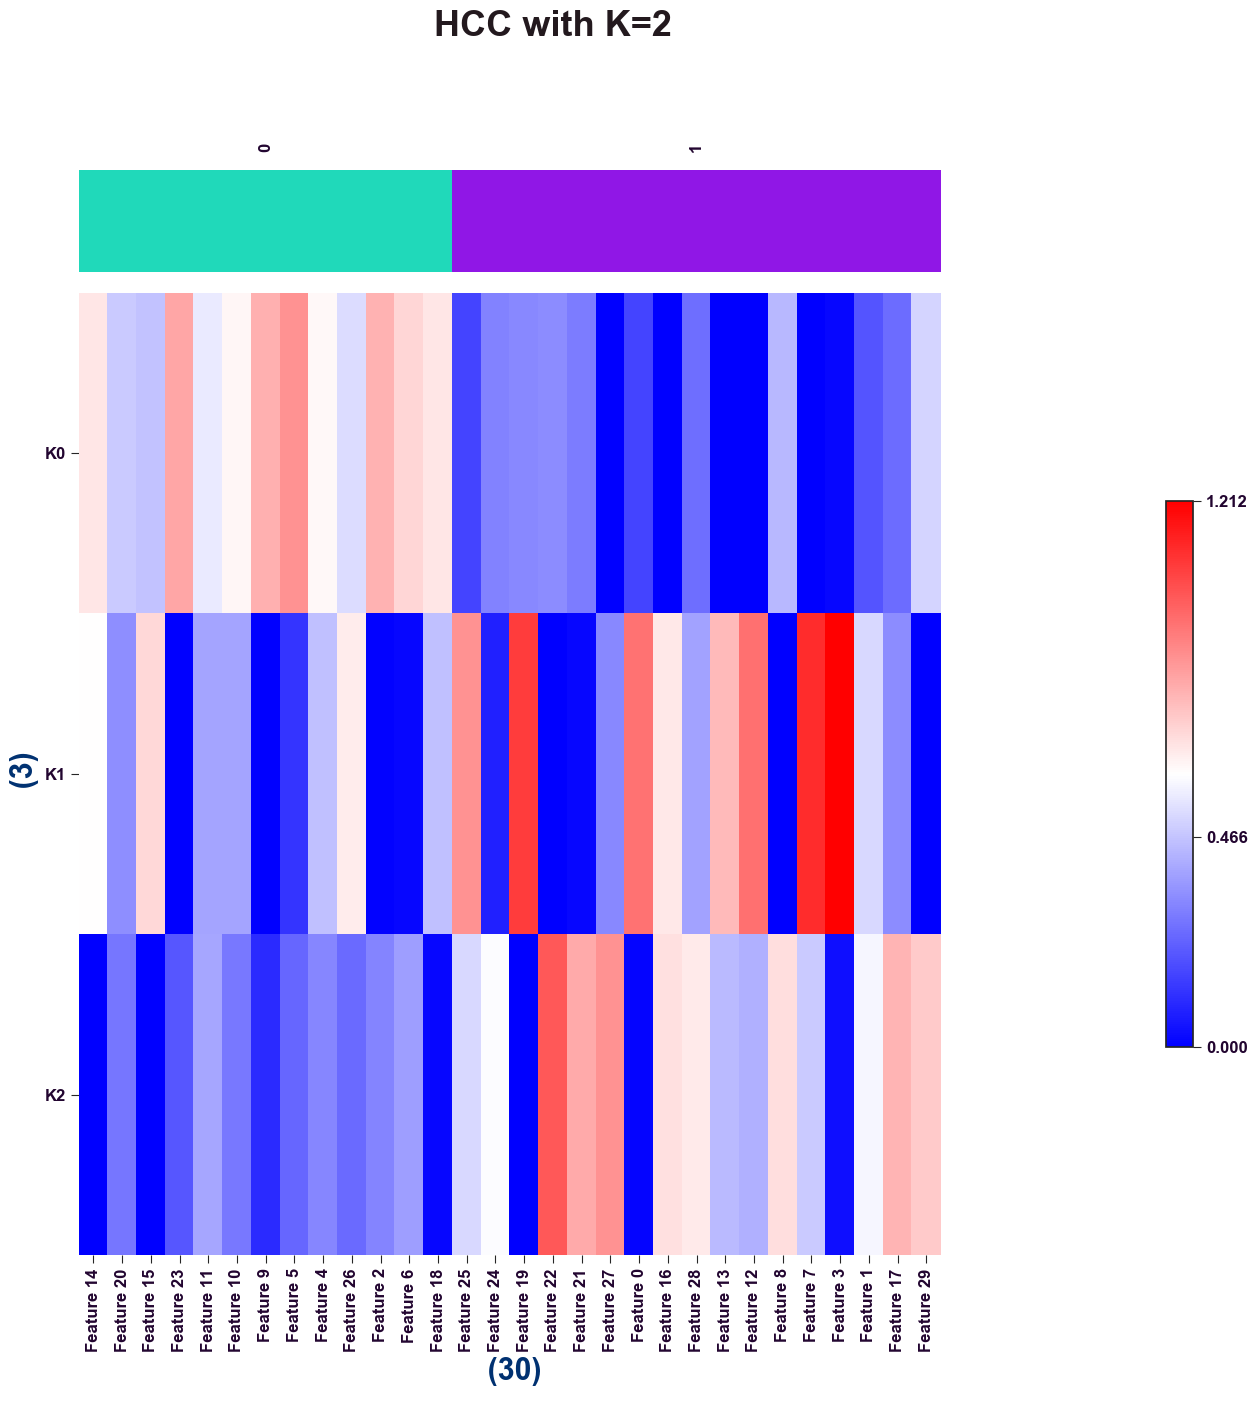 HCC with K=2
0
1
K0
K1
K2
(3)
1.212
0.466
0.000
Feature 14
Feature 20
Feature 15
Feature 23
Feature 11
Feature 10
Feature 9
Feature 5
Feature 4
Feature 26
Feature 2
Feature 6
Feature 18
Feature 25
Feature 24
Feature 19
Feature 22
Feature 21
Feature 27
Feature 0
Feature 16
Feature 28
Feature 13
Feature 12
Feature 8
Feature 7
Feature 3
Feature 1
Feature 17
Feature 29
(30)